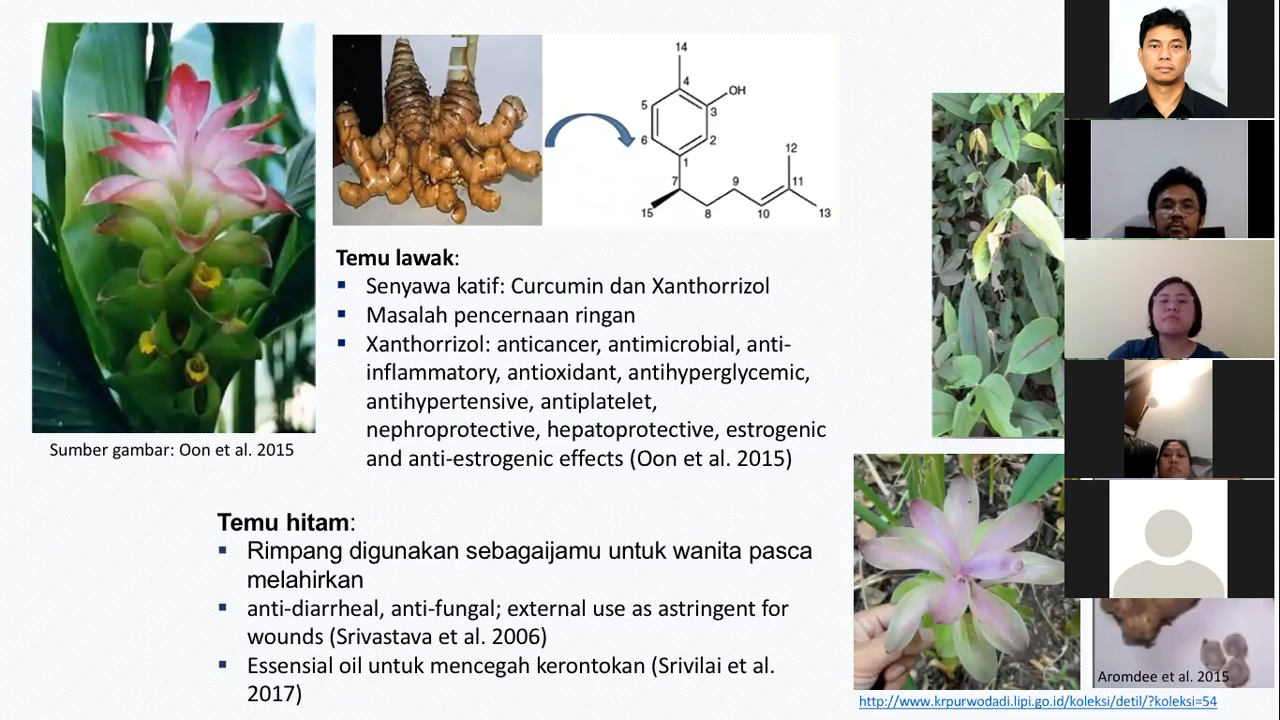 14
4
OH
5
3
6
2
1
12
7
9
11
15
8
10
13
Temu lawak:
▪ Senyawa katif: Curcumin dan Xanthorrizol
▪ Masalah pencernaan ringan
▪ Xanthorrizol: anticancer, antimicrobial, anti-
inflammatory, antioxidant, antihyperglycemic,
antihypertensive, antiplatelet,
nephroprotective, hepatoprotective, estrogenic
and anti-estrogenic effects (Oon et al. 2015)
Sumber gambar: Oon et al. 2015
Temu hitam:
▪ Rimpang digunakan sebagaijamu untuk wanita pasca
melahirkan
▪ anti-diarrheal, anti-fungal; external use as astringent for
wounds (Srivastava et al. 2006)
▪ Essensial oil untuk mencegah kerontokan (Srivilai et al.
2017)
Aromdee et al. 2015
http://www.krpurwodadi.lipi.go.id/koleksi/detil/?koleksi=54